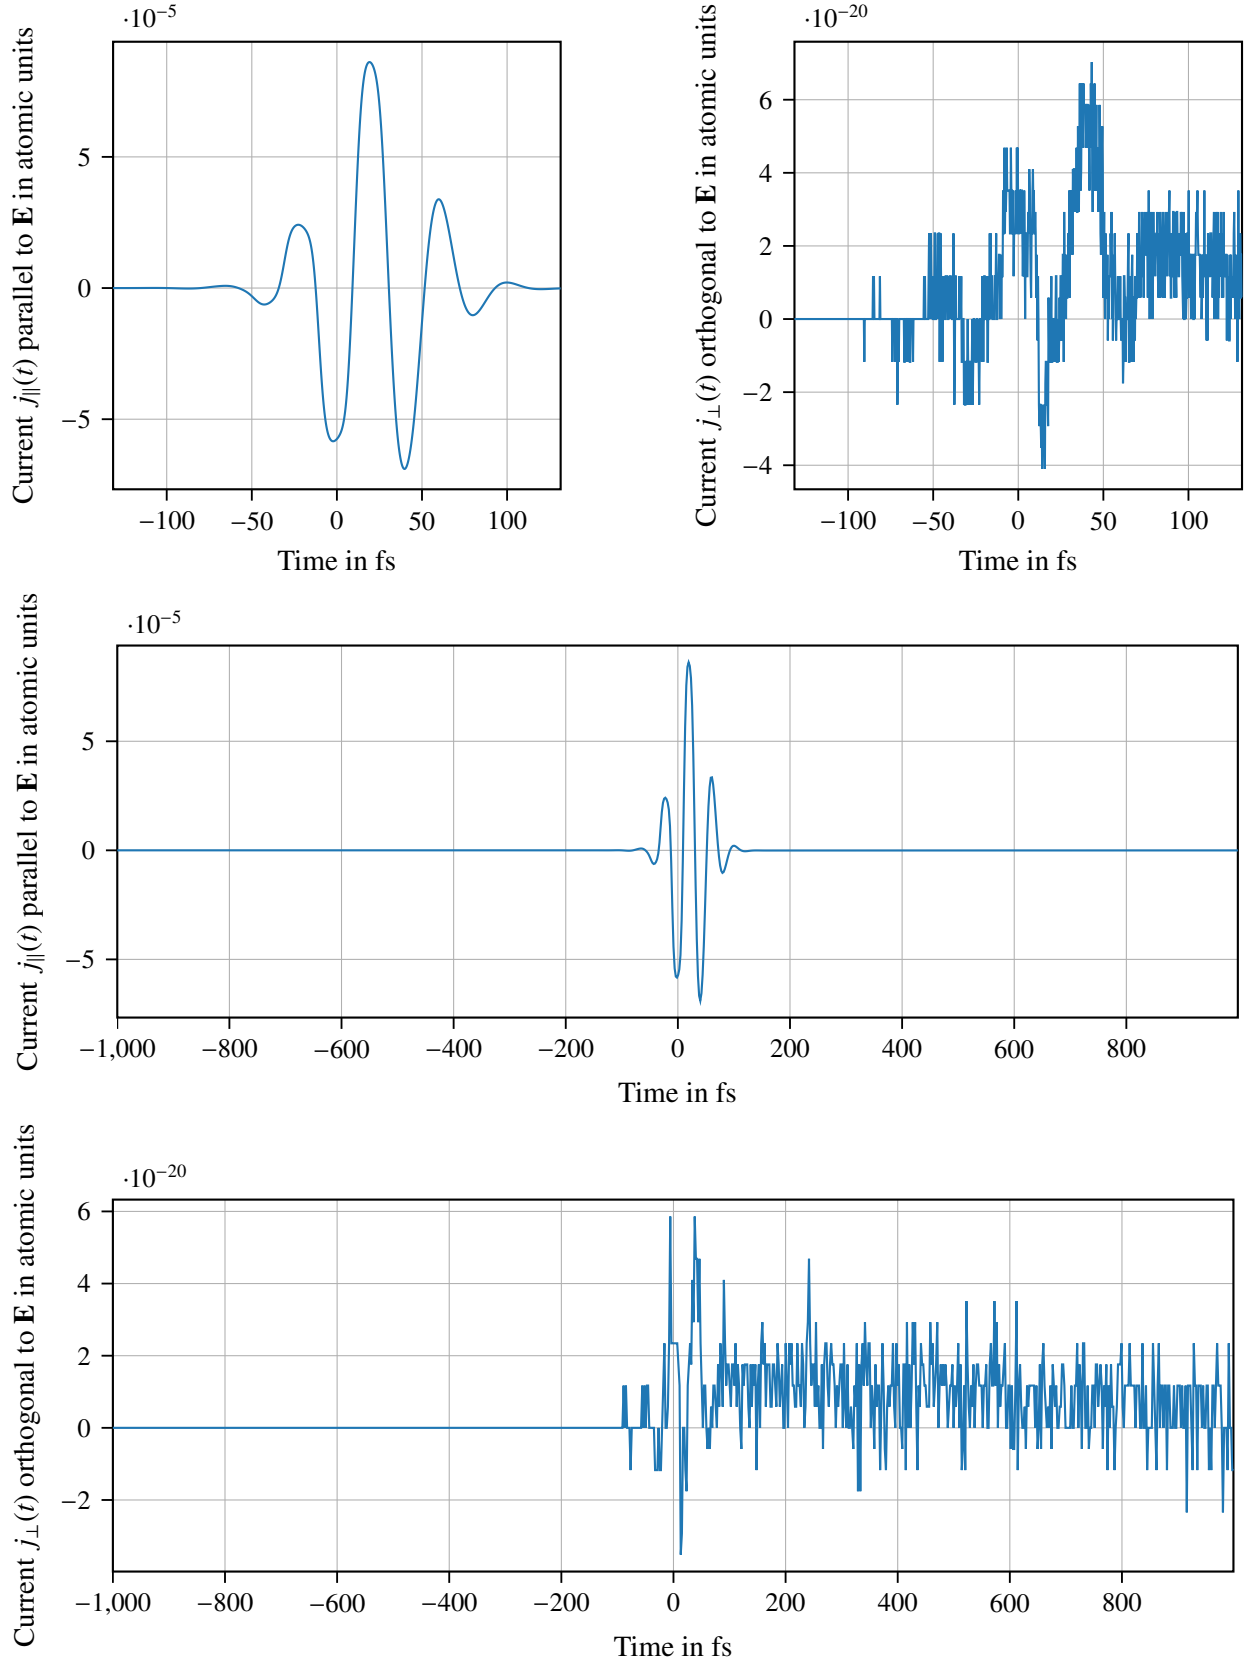 ·10⁻⁵
Current j∥(t) parallel to E in atomic units
5
0
−5
−100 −50 0 50 100
Time in fs
·10⁻²⁰
Current j⊥(t) orthogonal to E in atomic units
6
4
2
0
−2
−4
−100 −50 0 50 100
Time in fs
·10⁻⁵
Current j∥(t) parallel to E in atomic units
5
0
−5
−1,000 −800 −600 −400 −200 0 200 400 600 800
Time in fs
·10⁻²⁰
Current j⊥(t) orthogonal to E in atomic units
6
4
2
0
−2
−1,000 −800 −600 −400 −200 0 200 400 600 800
Time in fs